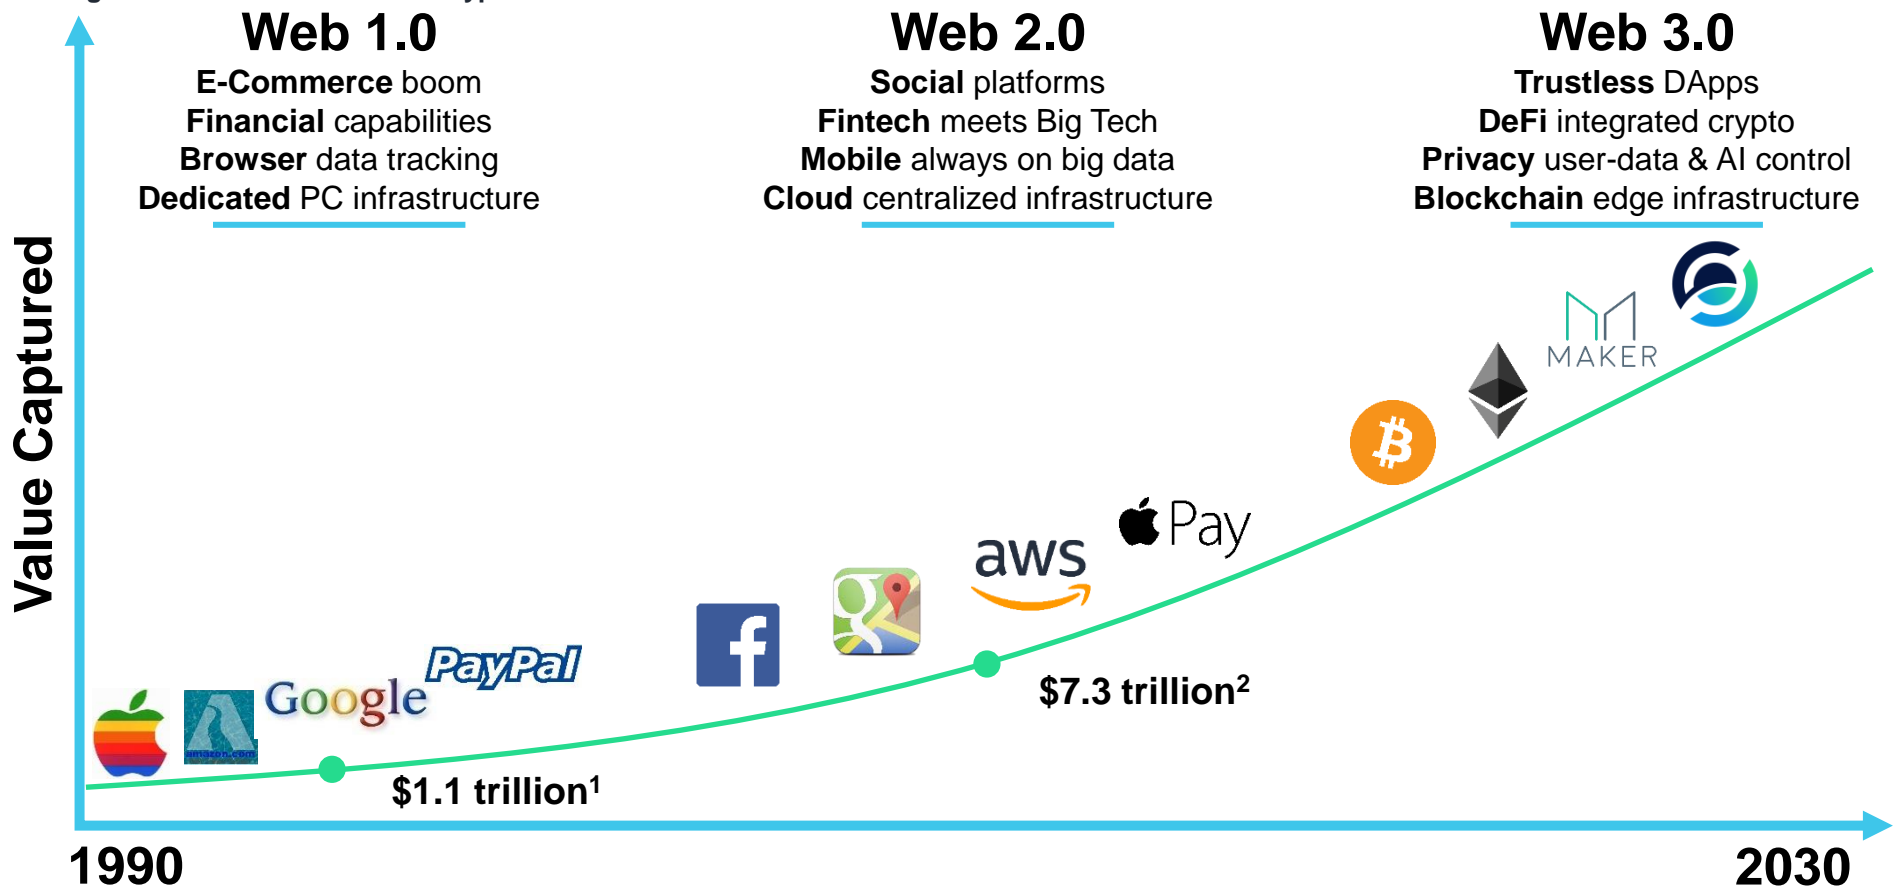 Web 1.0
E-Commerce boom
Financial capabilities
Browser data tracking
Dedicated PC infrastructure
Web 2.0
Social platforms
Fintech meets Big Tech
Mobile always on big data
Cloud centralized infrastructure
Web 3.0
Trustless DApps
DeFi integrated crypto
Privacy user-data & AI control
Blockchain edge infrastructure
Value Captured
MAKER
Pay
aws
PayPal
Google
amazon.com
$7.3 trillion²
$1.1 trillion¹
1990
2030